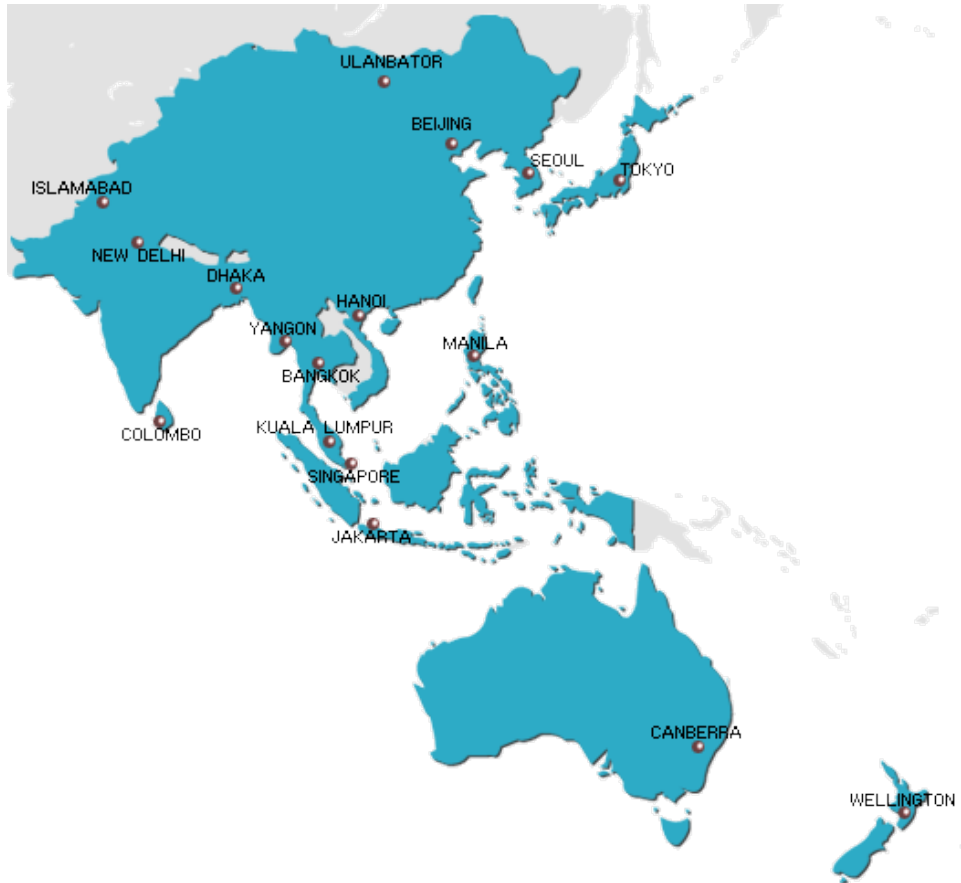 ULANBATOR
BEIJING
SEOUL
TOKYO
ISLAMABAD
NEW DELHI
DHAKA
HANOI
YANGON
MANILA
BANGKOK
COLOMBO
KUALA LUMPUR
SINGAPORE
JAKARTA
CANBERRA
WELLINGTON